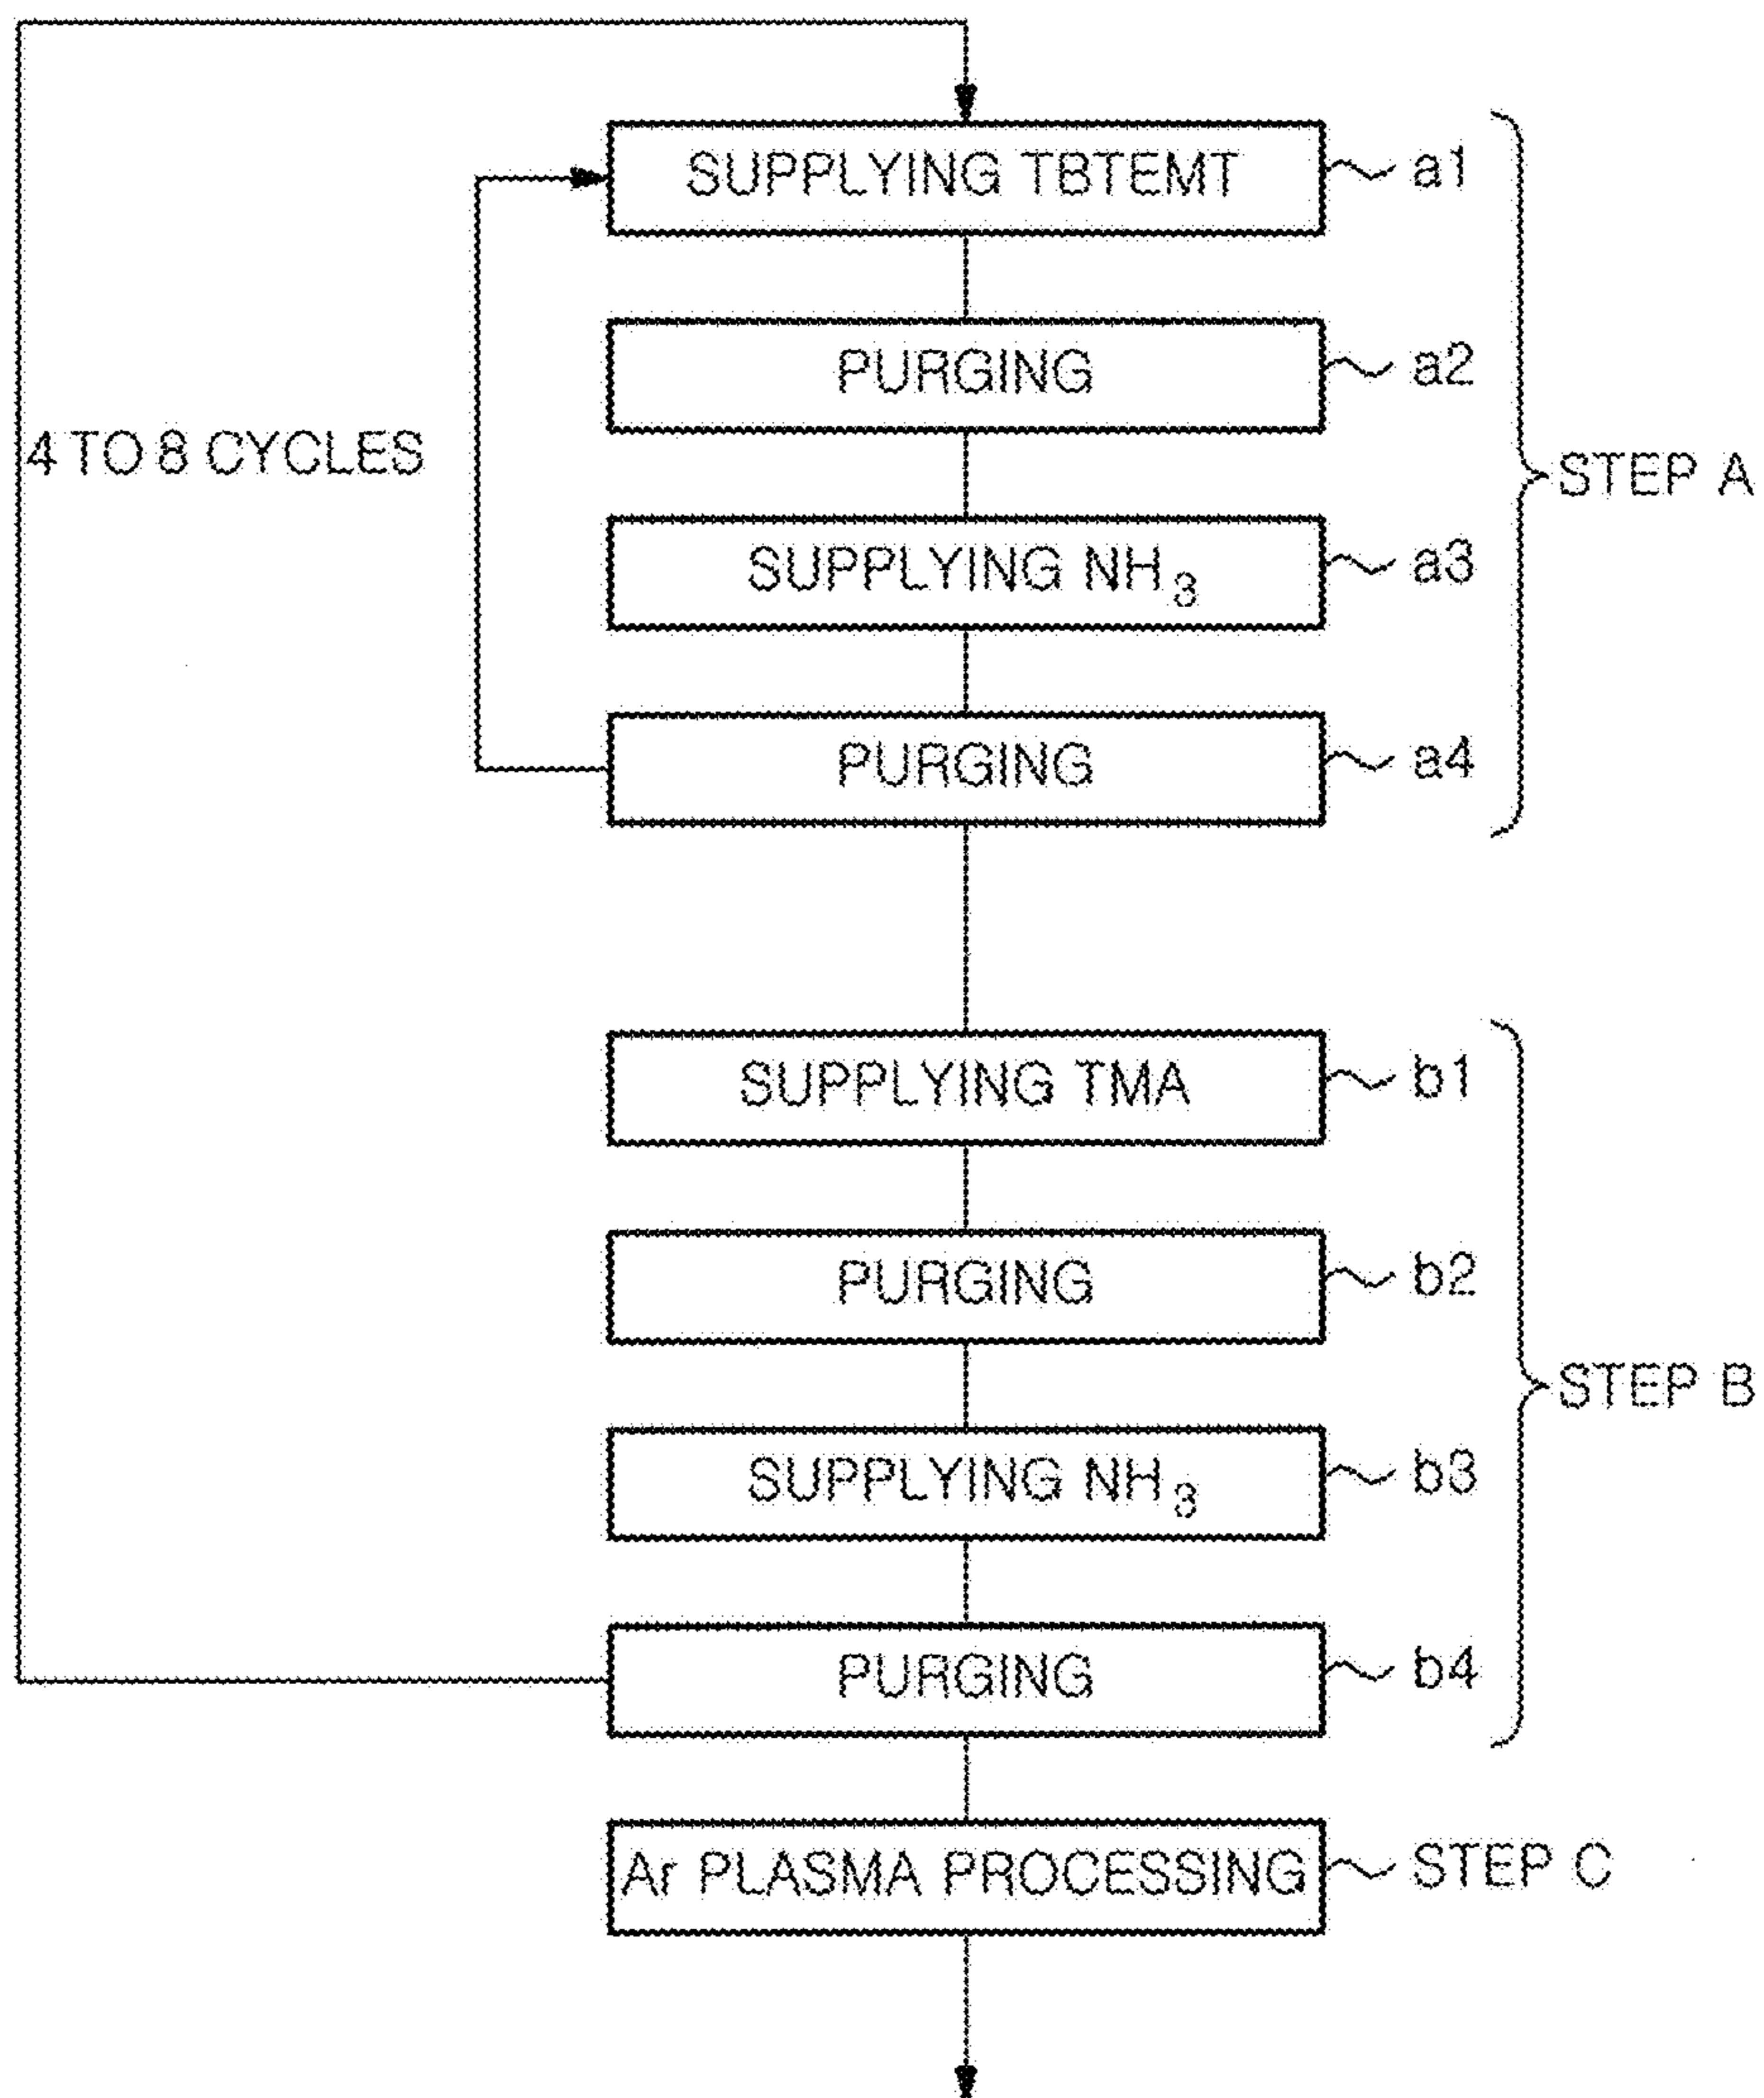 SUPPLYING TBTEMT a1
PURGING a2
4 TO 8 CYCLES
STEP A
SUPPLYING NH3 a3
PURGING a4
SUPPLYING TMA b1
PURGING b2
STEP B
SUPPLYING NH3 b3
PURGING b4
Ar PLASMA PROCESSING STEP C